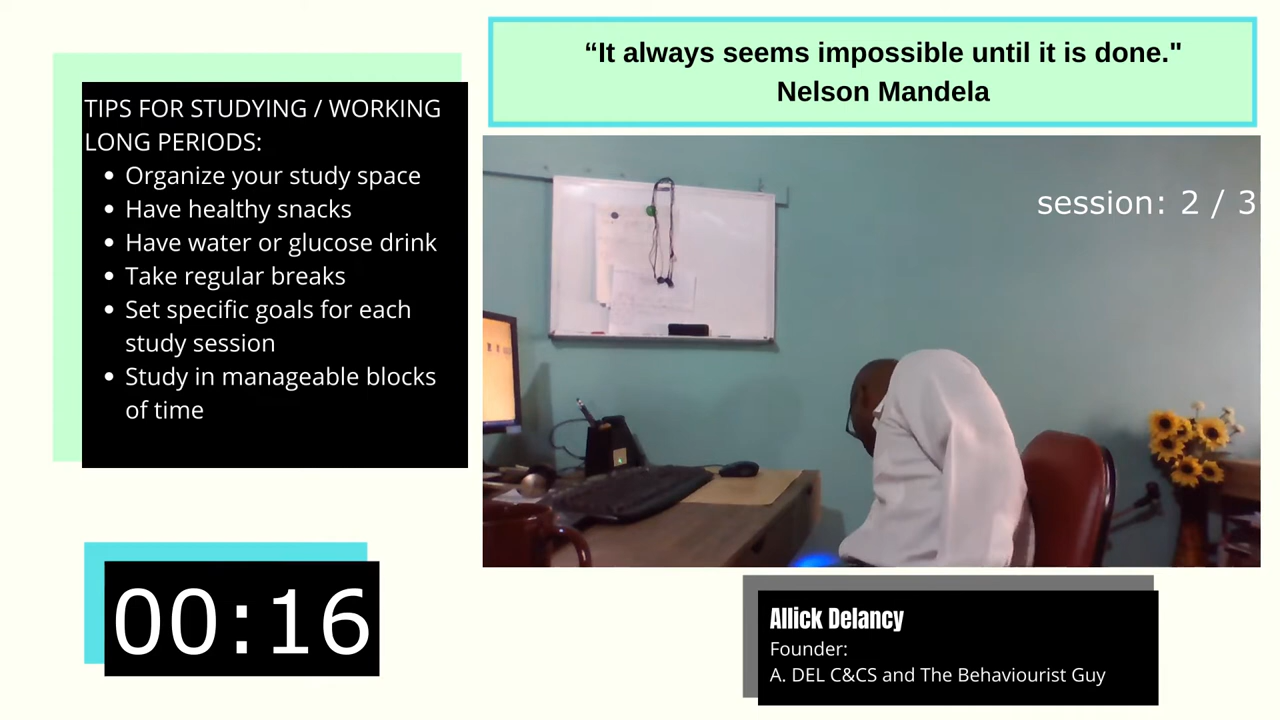 “It always seems impossible until it is done."
Nelson Mandela
TIPS FOR STUDYING / WORKING
LONG PERIODS:
• Organize your study space
• Have healthy snacks
• Have water or glucose drink
• Take regular breaks
• Set specific goals for each
study session
• Study in manageable blocks
of time
session: 2 / 3
00:16
Allick Delancy
Founder:
A. DEL C&CS and The Behaviourist Guy